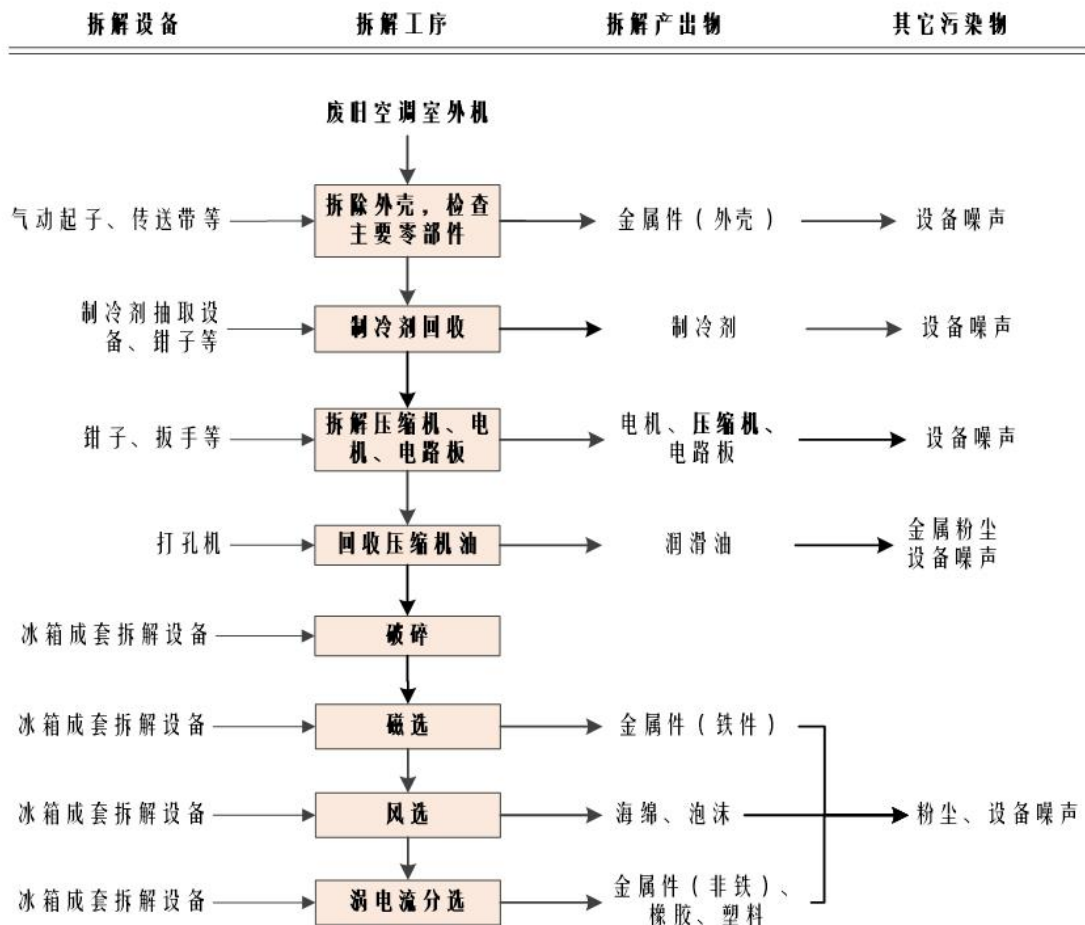 拆解设备 拆解工序 拆解产出物 其它污染物
废旧空调室外机
气动起子、传送带等
拆除外壳，检查
主要零部件
金属件（外壳）
设备噪声
制冷剂抽取设
备、钳子等
制冷剂回收
制冷剂
设备噪声
钳子、扳手等
拆解压缩机、电
机、电路板
电机、压缩机、
电路板
设备噪声
打孔机
回收压缩机油
润滑油
金属粉尘
设备噪声
冰箱成套拆解设备
破碎
冰箱成套拆解设备
磁选
金属件（铁件）
冰箱成套拆解设备
风选
海绵、泡沫
粉尘、设备噪声
冰箱成套拆解设备
涡电流分选
金属件（非铁）、
橡胶、塑料